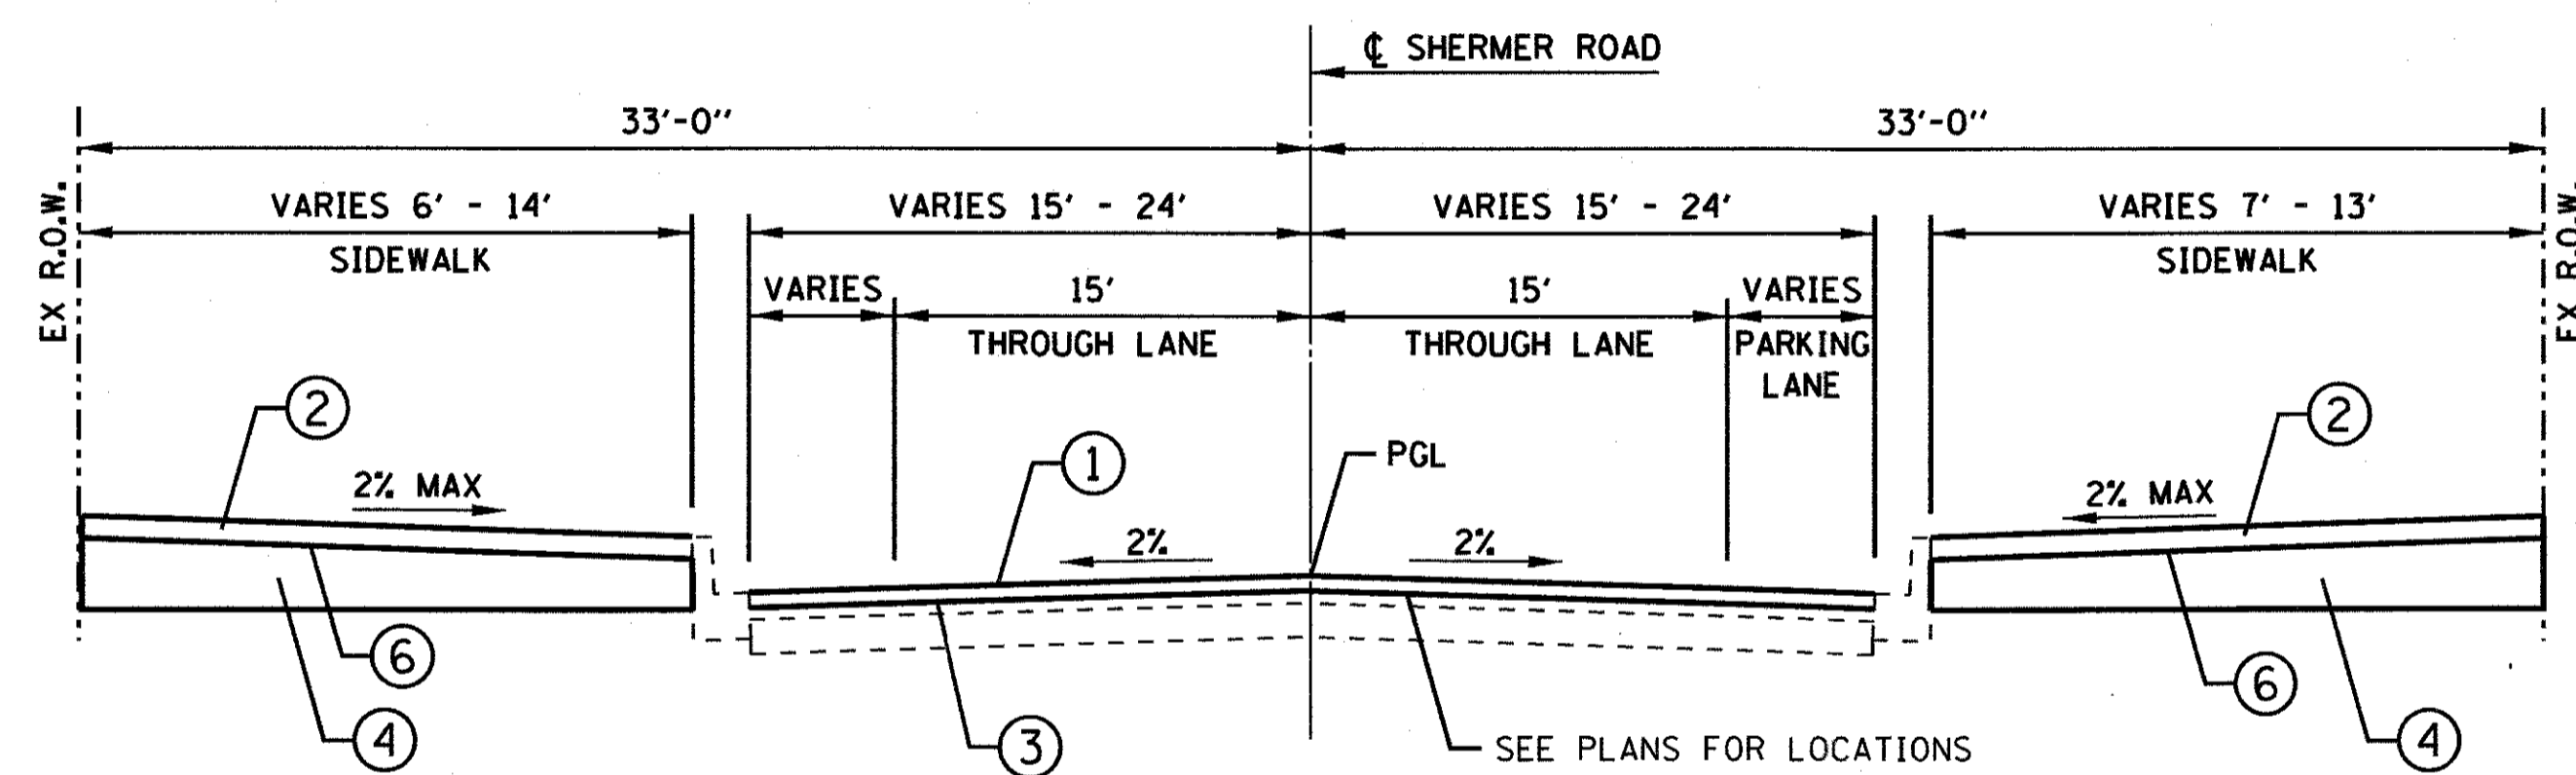 ℄ SHERMER ROAD
33'-0" 33'-0"
EX R.O.W.
VARIES 6' - 14' VARIES 15' - 24' VARIES 15' - 24' VARIES 7' - 13'
SIDEWALK SIDEWALK
EX R.O.W.
VARIES 15' 15' VARIES
THROUGH LANE THROUGH LANE PARKING
LANE
2 2
1 PGL
2% MAX 2% MAX
2% 2%
6 6
4 3 SEE PLANS FOR LOCATIONS 4